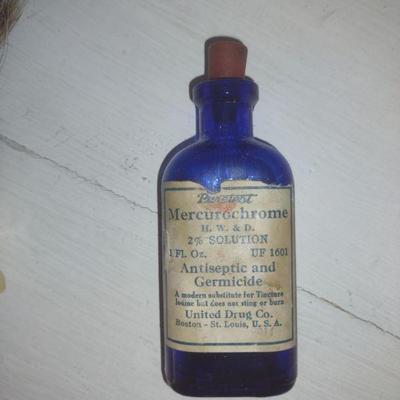 Puretest
Mercurochrome
H. W. & D.
2% SOLUTION
1 Fl. Oz. UF 1601
Antiseptic and
Germicide
A modern substitute for Tincture
Iodine but does not sting or burn
United Drug Co.
Boston - St. Louis, U. S. A.